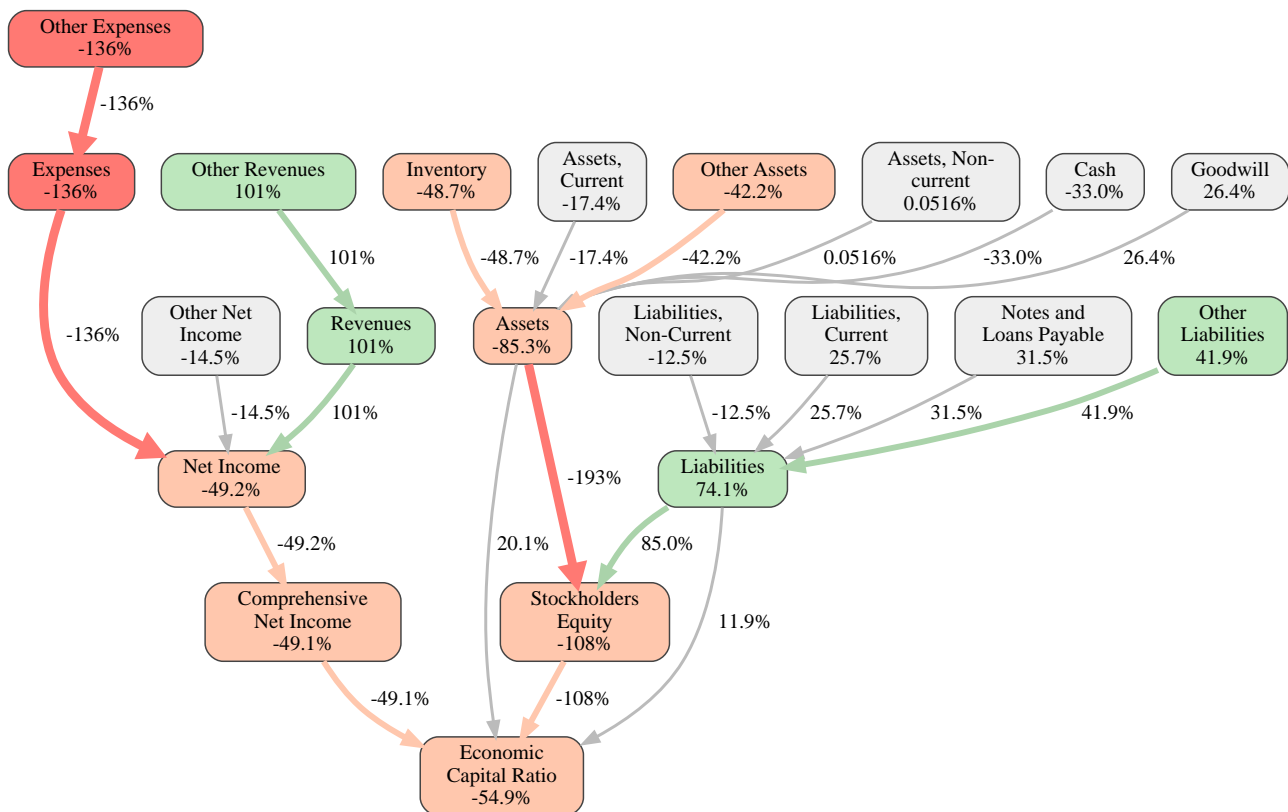 Other Expenses
-136%
-136%
Expenses
-136%
Other Revenues
101%
Inventory
-48.7%
Assets,
Current
-17.4%
Other Assets
-42.2%
Assets, Non-
current
0.0516%
Cash
-33.0%
Goodwill
26.4%
101%
-48.7%
-17.4%
-42.2%
0.0516%
-33.0%
26.4%
-136%
Other Net
Income
-14.5%
Revenues
101%
Assets
-85.3%
Liabilities,
Non-Current
-12.5%
Liabilities,
Current
25.7%
Notes and
Loans Payable
31.5%
Other
Liabilities
41.9%
-14.5%
101%
-12.5%
25.7%
31.5%
41.9%
Net Income
-49.2%
-193%
Liabilities
74.1%
-49.2%
20.1%
85.0%
11.9%
Comprehensive
Net Income
-49.1%
Stockholders
Equity
-108%
-49.1%
-108%
Economic
Capital Ratio
-54.9%